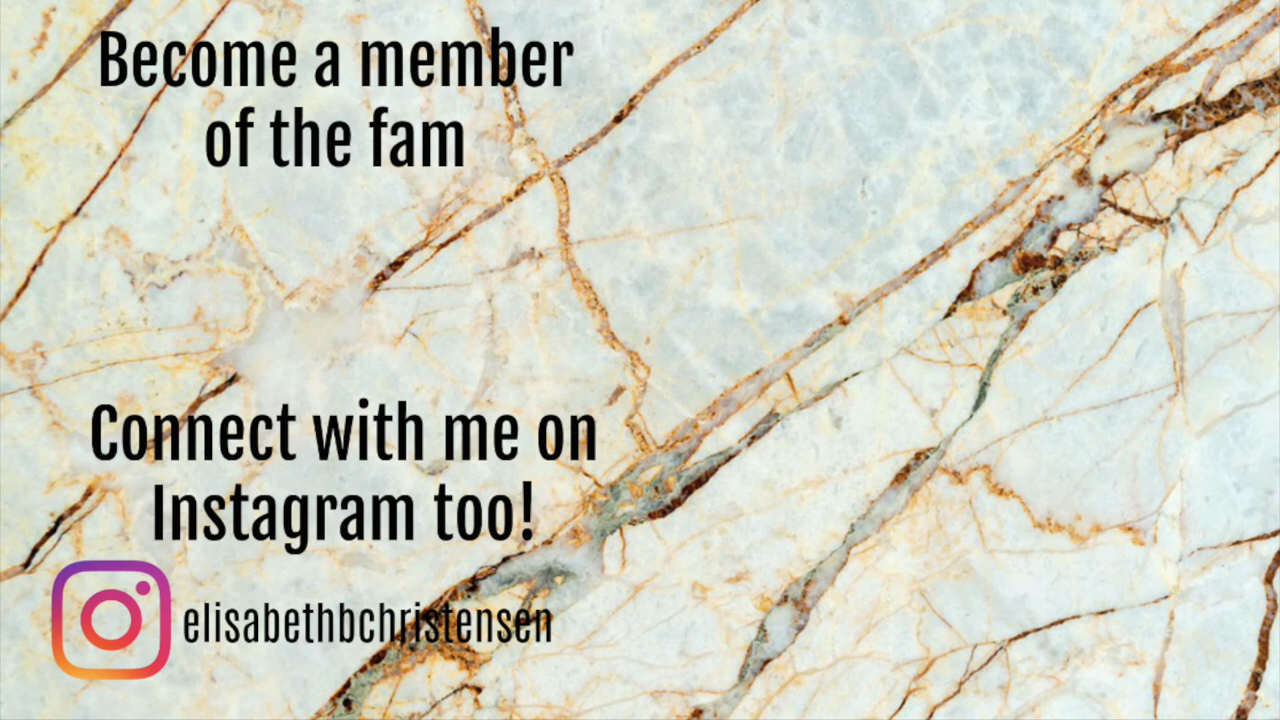 Become a member
of the fam
Connect with me on
Instagram too!
elisabethbchristensen